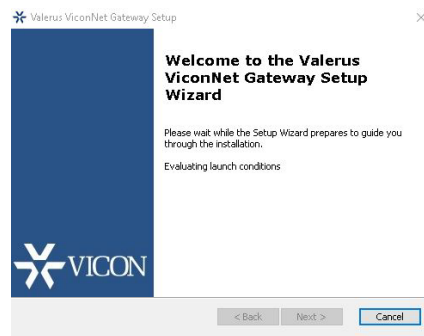 Valerus ViconNet Gateway Setup
Welcome to the Valerus
ViconNet Gateway Setup
Wizard
Please wait while the Setup Wizard prepares to guide you
through the installation.
Evaluating launch conditions
VICON
< Back
Next >
Cancel